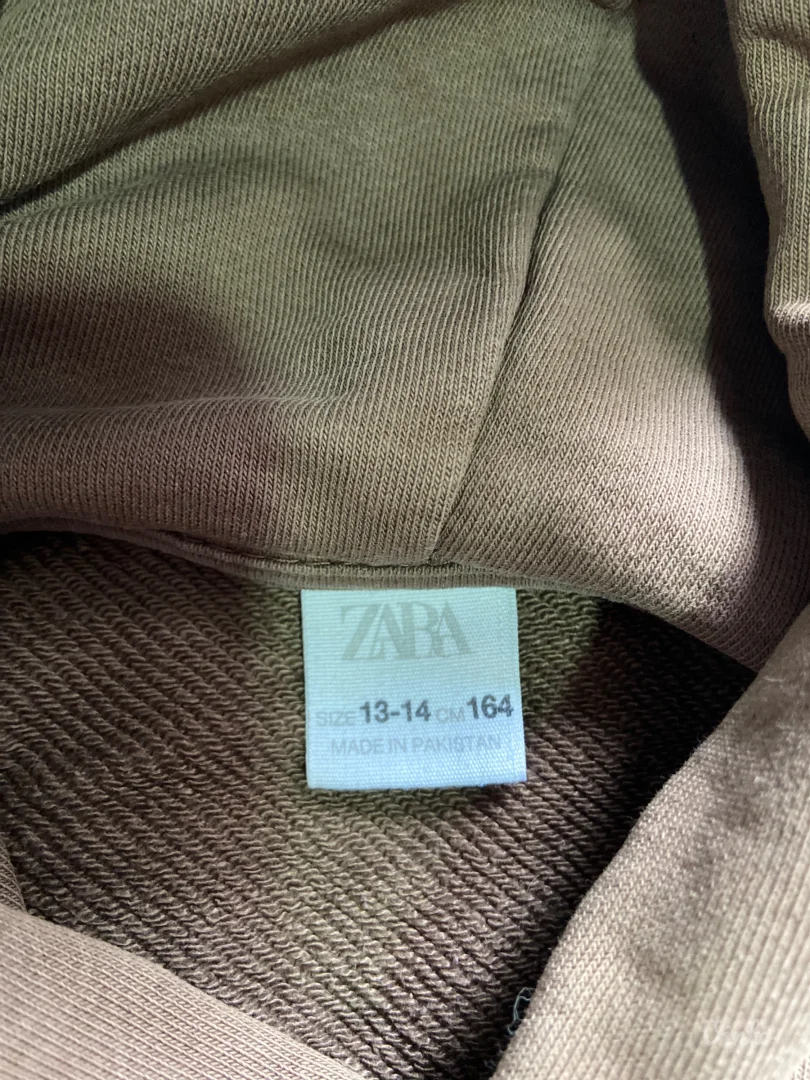 ZARA
SIZE 13-14 CM 164
MADE IN PAKISTAN